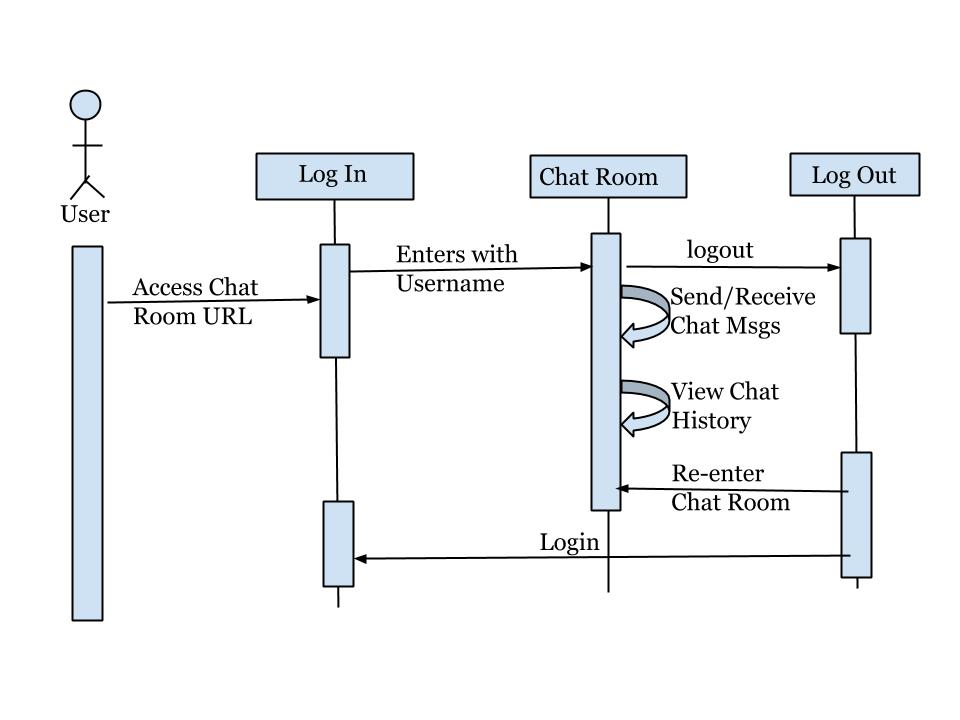 User
Log In
Chat Room
Log Out
Access Chat
Room URL
Enters with
Username
logout
Send/Receive
Chat Msgs
View Chat
History
Re-enter
Chat Room
Login